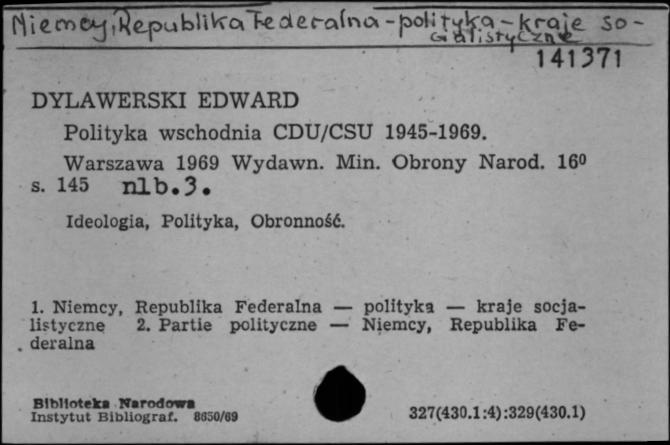 Niemcy, Republika Federalna - polityka - kraje so-
cjalistyczne
141371
DYLAWERSKI EDWARD
Polityka wschodnia CDU/CSU 1945-1969.
Warszawa 1969 Wydawn. Min. Obrony Narod. 16⁰
s. 145 nlb. 3.
Ideologia, Polityka, Obronność.
1. Niemcy, Republika Federalna — polityka — kraje socja-
listyczne 2. Partie polityczne — Niemcy, Republika Fe-
deralna
Biblioteka Narodowa
Instytut Bibliograf. 8650/69
327(430.1:4):329(430.1)